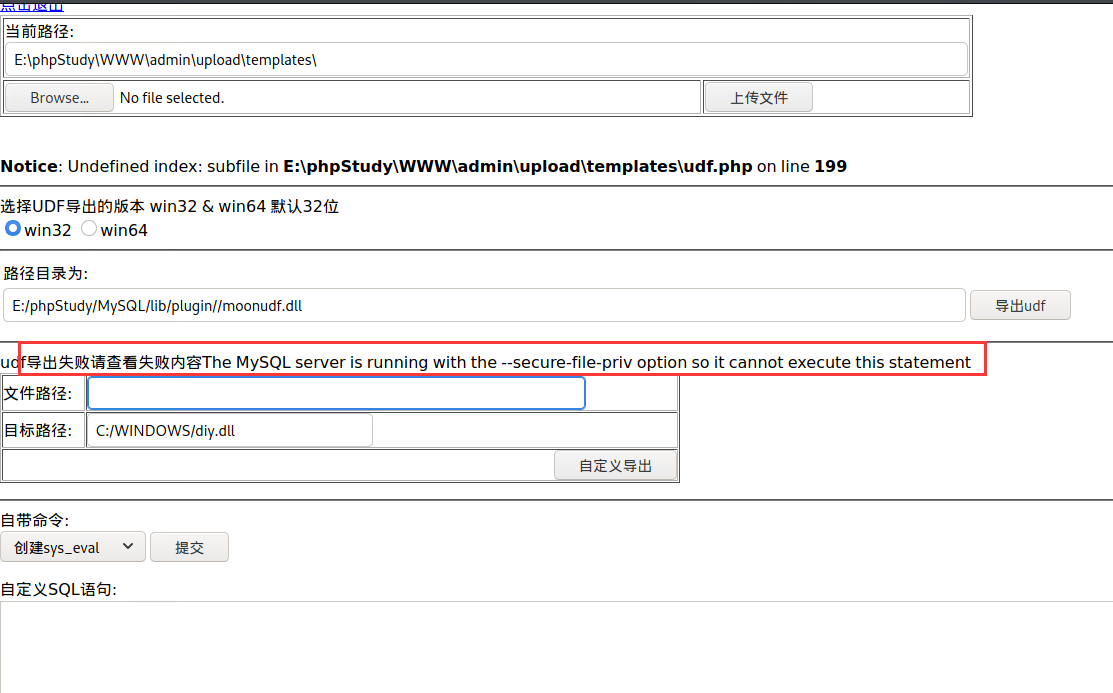 点击退出
当前路径:
E:\phpStudy\WWW\admin\upload\templates\
Browse... No file selected. 上传文件
Notice: Undefined index: subfile in E:\phpStudy\WWW\admin\upload\templates\udf.php on line 199
选择UDF导出的版本 win32 & win64 默认32位
win32 win64
路径目录为:
E:/phpStudy/MySQL/lib/plugin//moonudf.dll 导出udf
udf导出失败请查看失败内容The MySQL server is running with the --secure-file-priv option so it cannot execute this statement
文件路径:
目标路径: C:/WINDOWS/diy.dll
自定义导出
自带命令:
创建sys_eval 提交
自定义SQL语句: